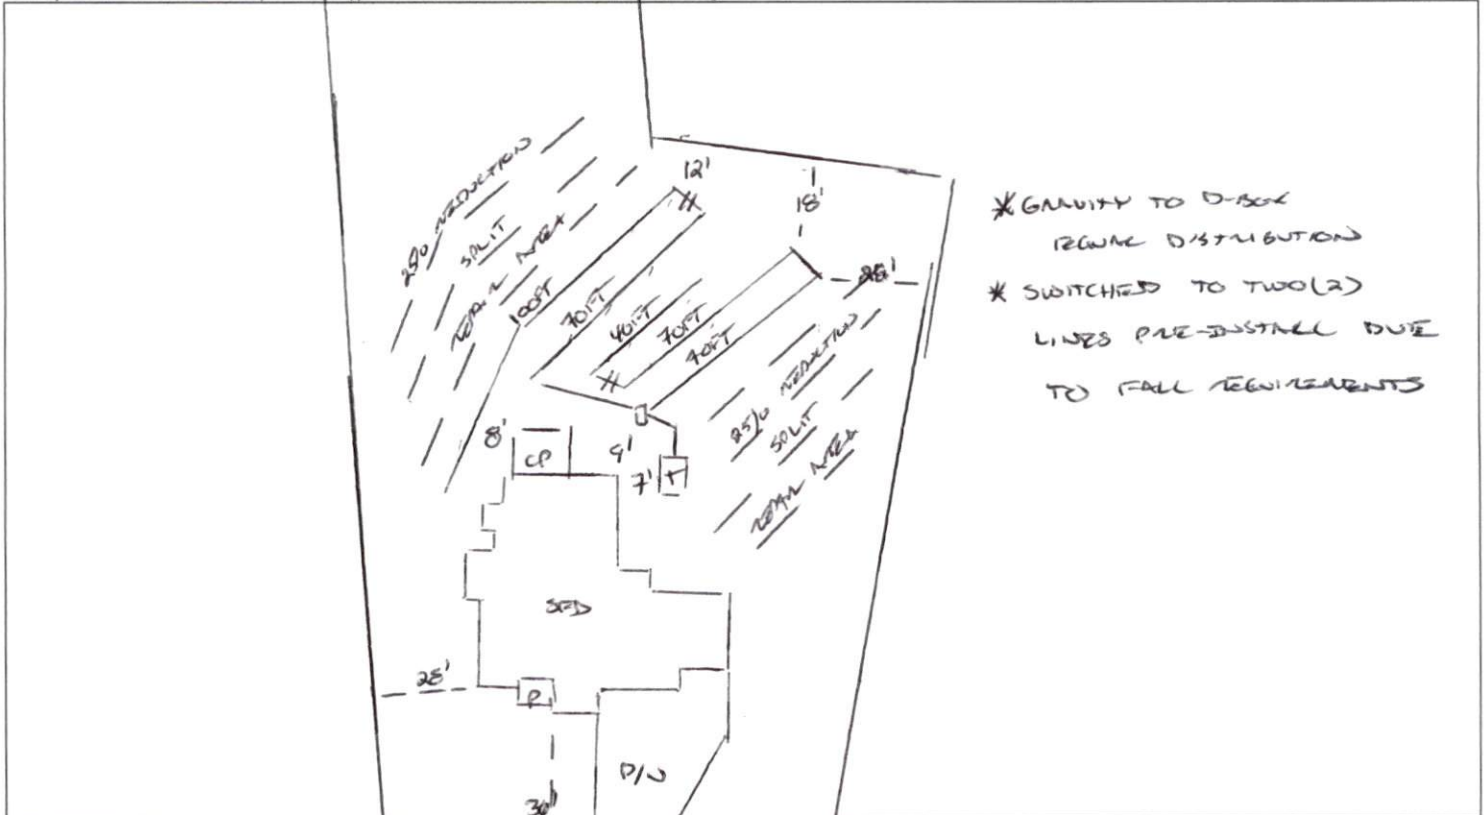 25% REDUCTION
SPLIT
REPAIR AREA
12'
18'
28'
100FT
70FT
40FT
70FT
90FT
25% REDUCTION
SPLIT
REPAIR AREA
8'
CP
9'
7'
T
SFD
28'
P
D/W
30'
* GRAVITY TO D-BOX
EQUAL DISTRIBUTION
* SWITCHED TO TWO(2)
LINES PRE-INSTALL DUE
TO FALL REQUIREMENTS